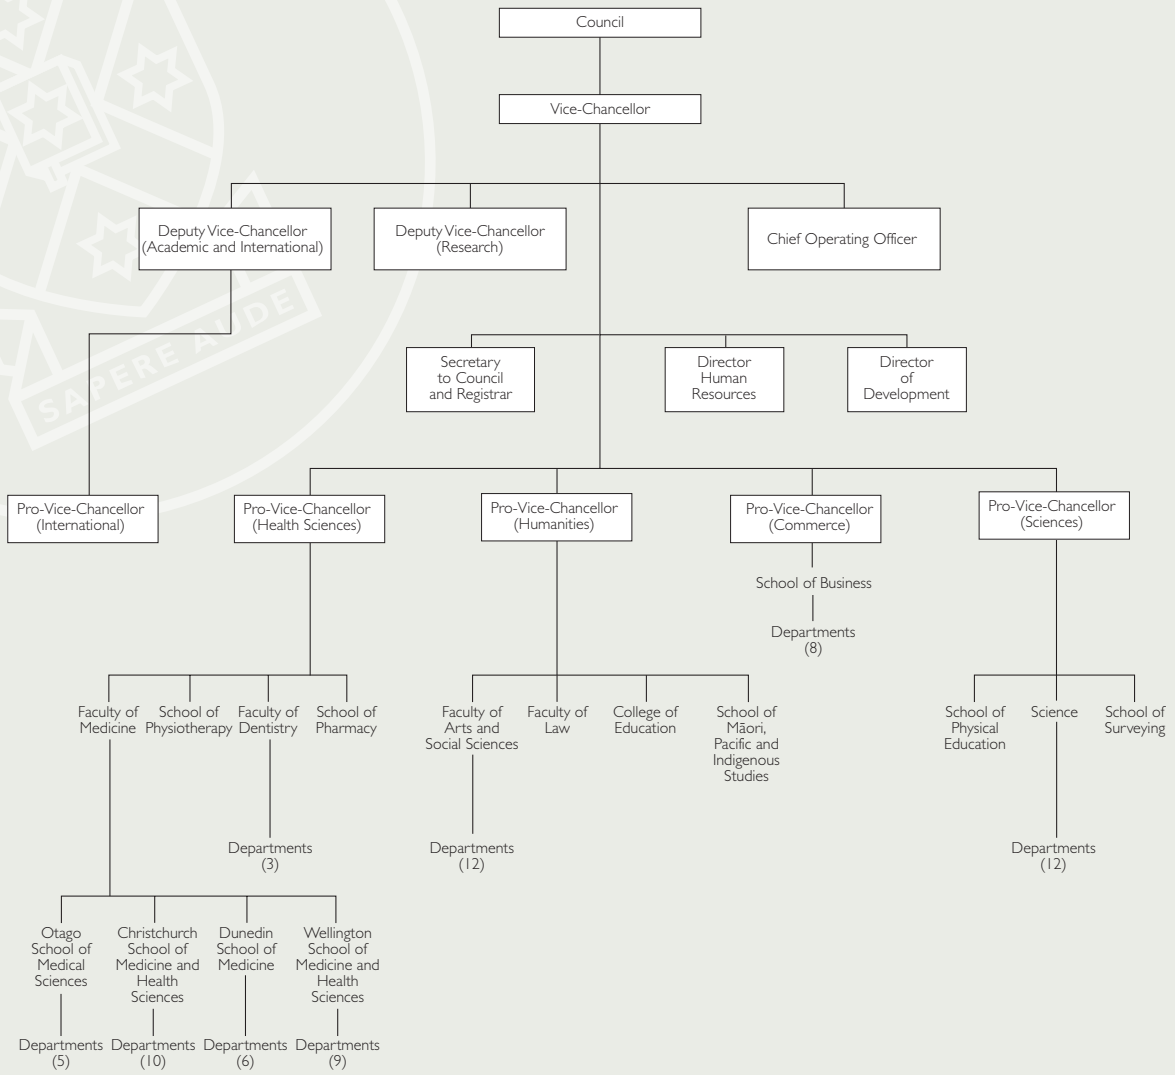 Council
Vice-Chancellor
Deputy Vice-Chancellor
(Academic and International)
Deputy Vice-Chancellor
(Research)
Chief Operating Officer
SAPERE AUDE
Secretary
to Council
and Registrar
Director
Human
Resources
Director
of
Development
Pro-Vice-Chancellor
(International)
Pro-Vice-Chancellor
(Health Sciences)
Pro-Vice-Chancellor
(Humanities)
Pro-Vice-Chancellor
(Commerce)
Pro-Vice-Chancellor
(Sciences)
School of Business
Departments
(8)
Faculty of
Medicine
School of
Physiotherapy
Faculty of
Dentistry
School of
Pharmacy
Faculty of
Arts and
Social Sciences
Faculty of
Law
College of
Education
School of
Māori,
Pacific and
Indigenous
Studies
School of
Physical
Education
Science
School of
Surveying
Departments
(3)
Departments
(12)
Departments
(12)
Otago
School of
Medical
Sciences
Christchurch
School of
Medicine and
Health
Sciences
Dunedin
School of
Medicine
Wellington
School of
Medicine and
Health
Sciences
Departments
(5)
Departments
(10)
Departments
(6)
Departments
(9)